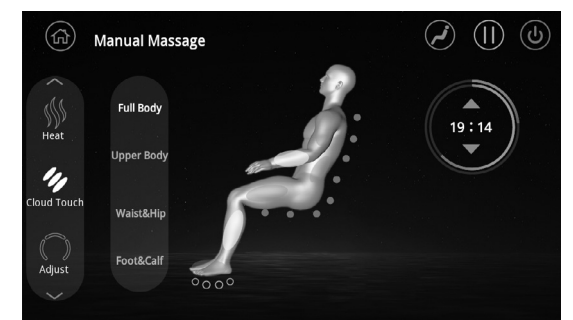 Manual Massage
Heat
Cloud Touch
Adjust
Full Body
Upper Body
Waist&Hip
Foot&Calf
19:14